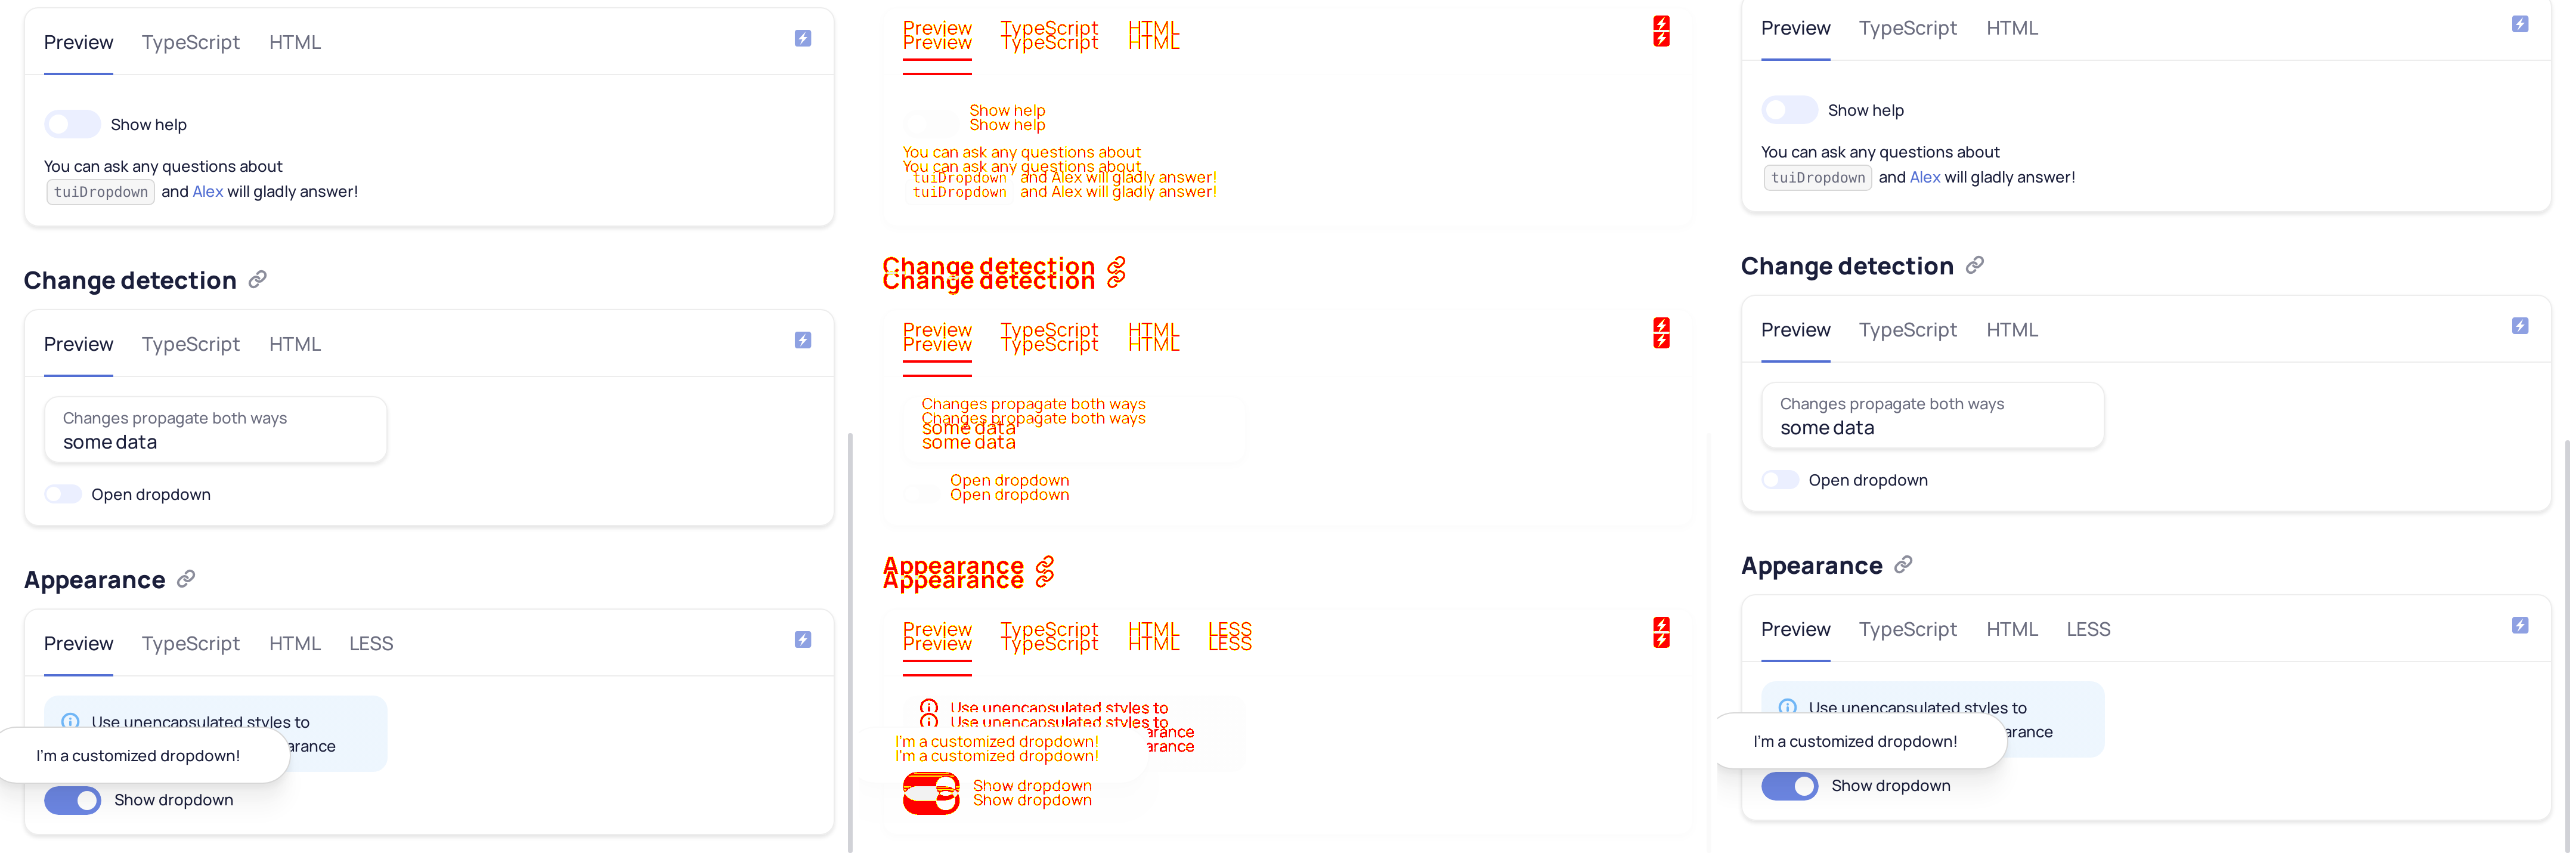 Preview TypeScript HTML
Show help
You can ask any questions about
tuiDropdown and Alex will gladly answer!
Change detection
Preview TypeScript HTML
Changes propagate both ways
some data
Open dropdown
Appearance
Preview TypeScript HTML LESS
Use unencapsulated styles to
arance
I'm a customized dropdown!
Show dropdown
Preview TypeScript HTML
Preview TypeScript HTML
Show help
Show help
You can ask any questions about
You can ask any questions about
tuiDropdown and Alex will gladly answer!
tuiDropdown and Alex will gladly answer!
Change detection
Change detection
Preview TypeScript HTML
Preview TypeScript HTML
Changes propagate both ways
Changes propagate both ways
some data
some data
Open dropdown
Open dropdown
Appearance
Appearance
Preview TypeScript HTML LESS
Preview TypeScript HTML LESS
Use unencapsulated styles to
Use unencapsulated styles to
arance
arance
I'm a customized dropdown!
I'm a customized dropdown!
Show dropdown
Show dropdown
Preview TypeScript HTML
Show help
You can ask any questions about
tuiDropdown and Alex will gladly answer!
Change detection
Preview TypeScript HTML
Changes propagate both ways
some data
Open dropdown
Appearance
Preview TypeScript HTML LESS
Use unencapsulated styles to
arance
I'm a customized dropdown!
Show dropdown